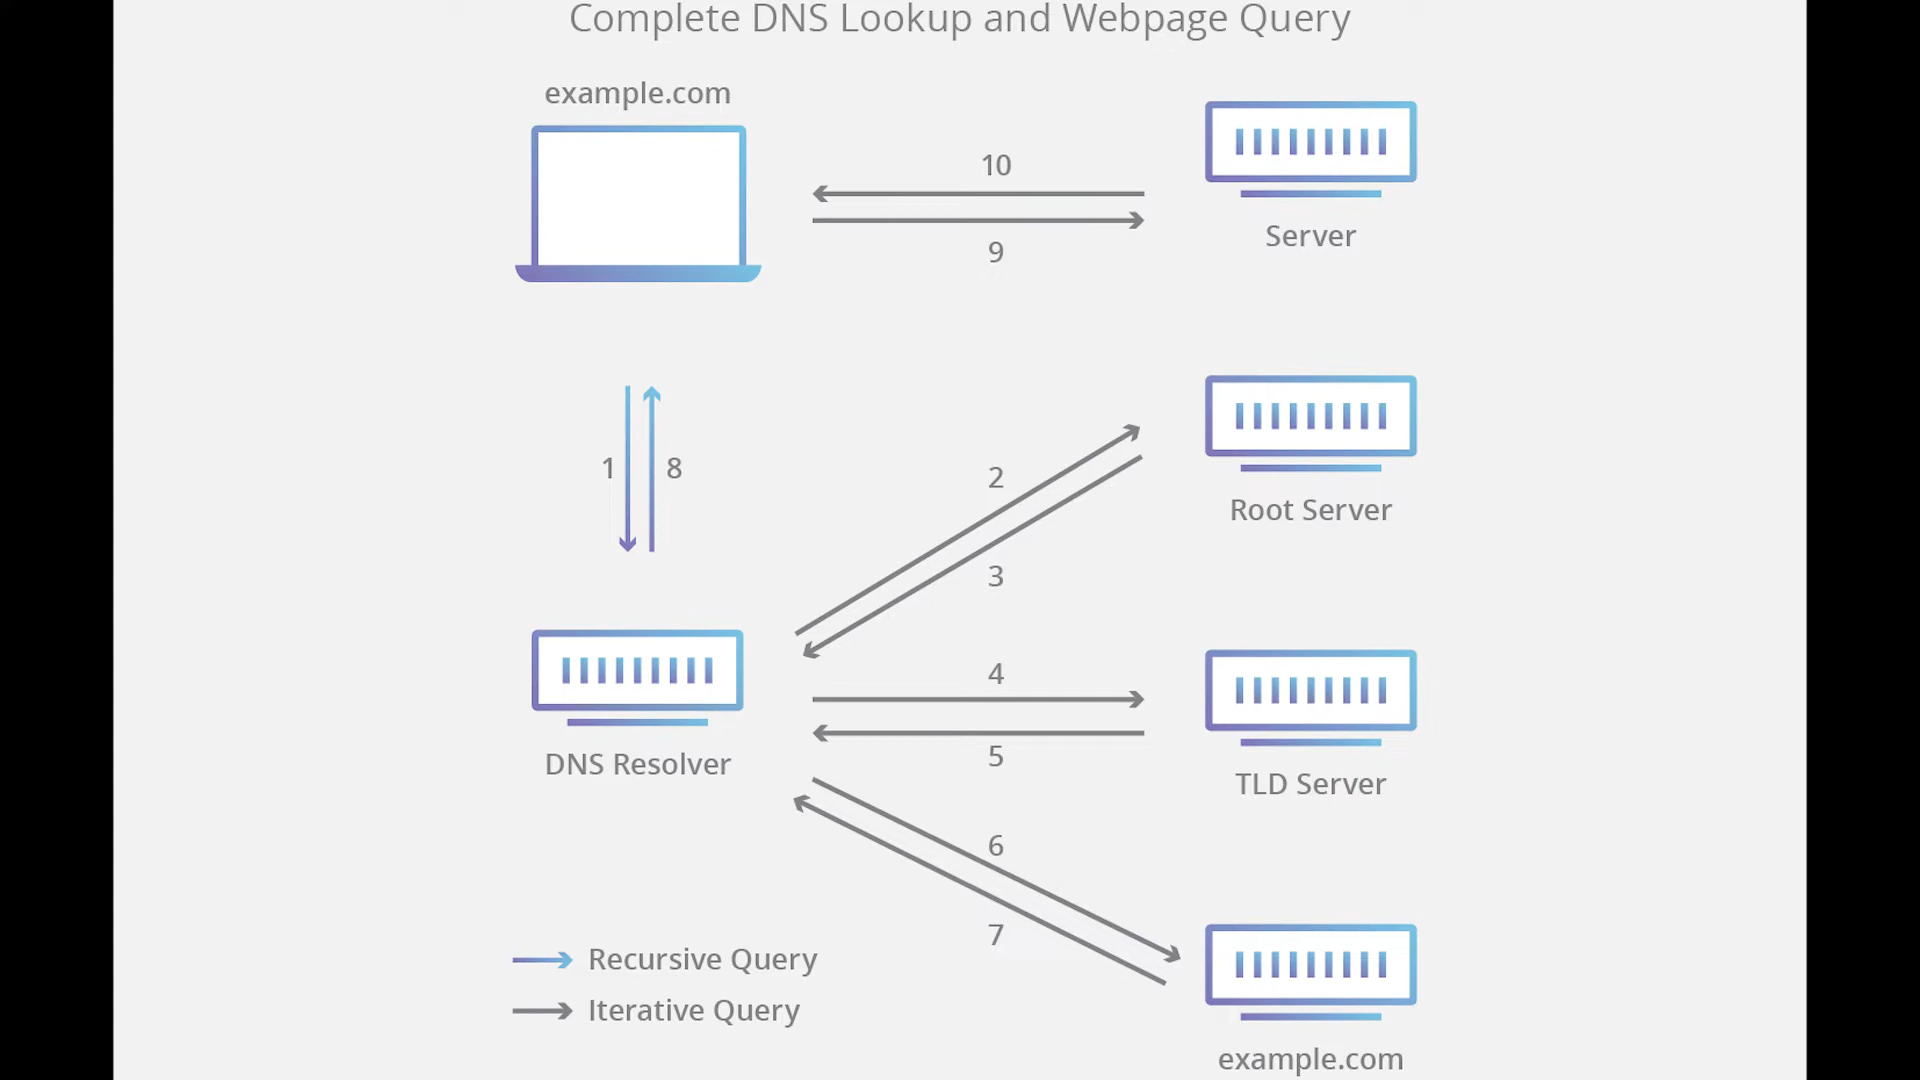 Complete DNS Lookup and Webpage Query
example.com
10
9
Server
1
8
2
3
Root Server
DNS Resolver
4
5
TLD Server
6
7
Recursive Query
Iterative Query
example.com